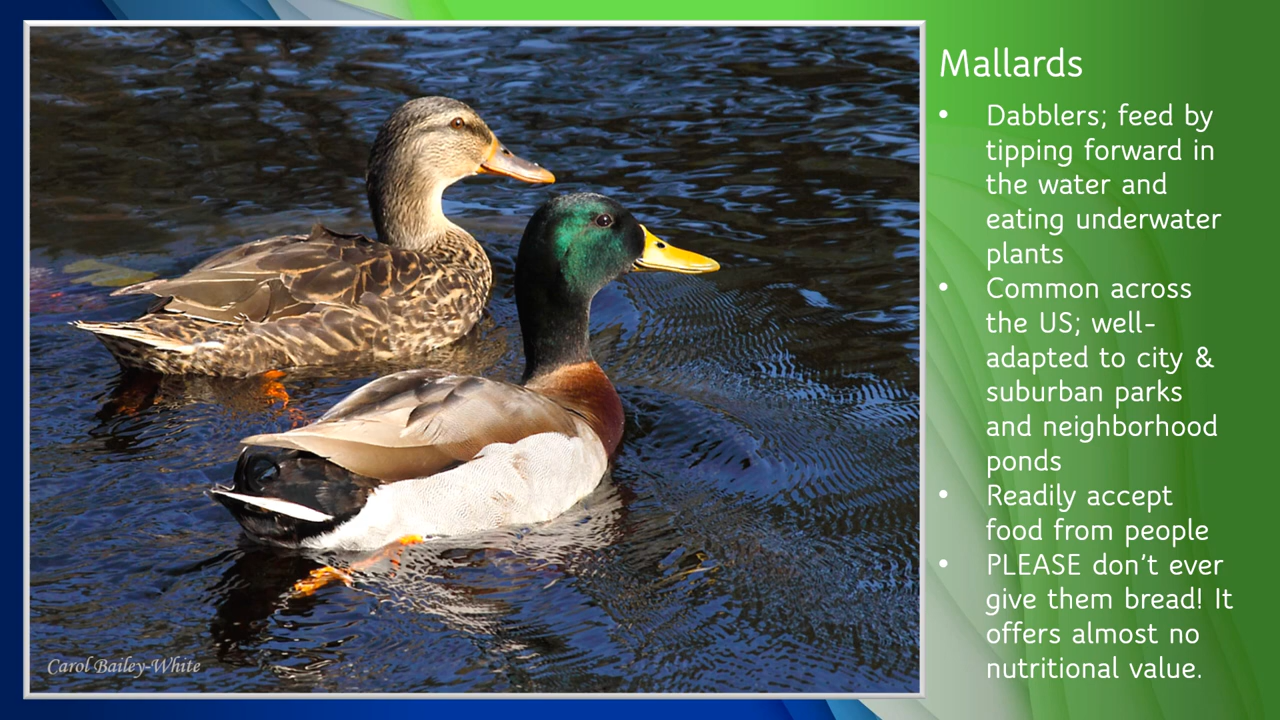 Mallards
• Dabblers; feed by
tipping forward in
the water and
eating underwater
plants
• Common across
the US; well-
adapted to city &
suburban parks
and neighborhood
ponds
• Readily accept
food from people
• PLEASE don't ever
give them bread! It
offers almost no
nutritional value.
Carol Bailey-White